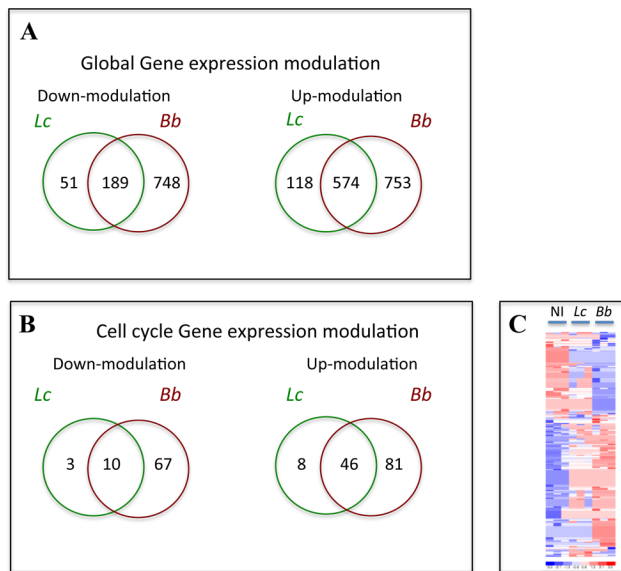 A
Global Gene expression modulation
Down-modulation Up-modulation
Lc Bb Lc Bb
51 189 748 118 574 753
B
Cell cycle Gene expression modulation
Down-modulation Up-modulation
Lc Bb Lc Bb
3 10 67 8 46 81
C
NI Lc Bb